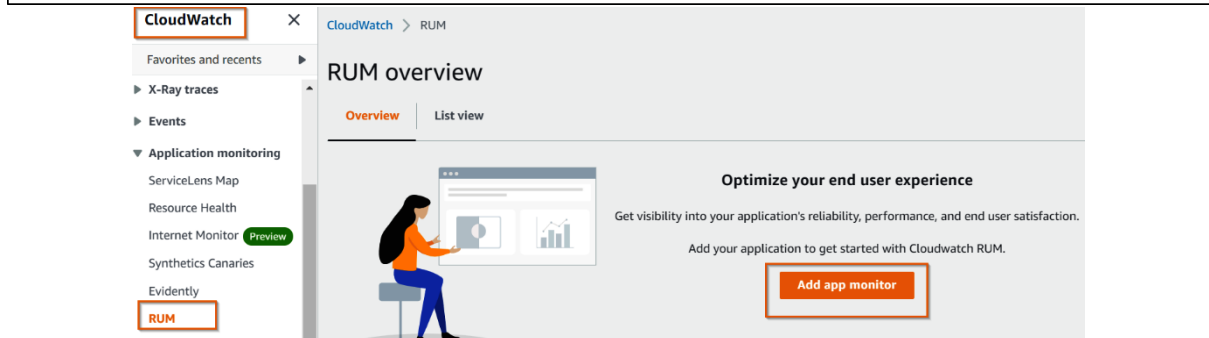 CloudWatch
Favorites and recents
X-Ray traces
Events
Application monitoring
ServiceLens Map
Resource Health
Internet Monitor Preview
Synthetics Canaries
Evidently
RUM
CloudWatch > RUM
RUM overview
Overview
List view
Optimize your end user experience
Get visibility into your application's reliability, performance, and end user satisfaction.
Add your application to get started with Cloudwatch RUM.
Add app monitor